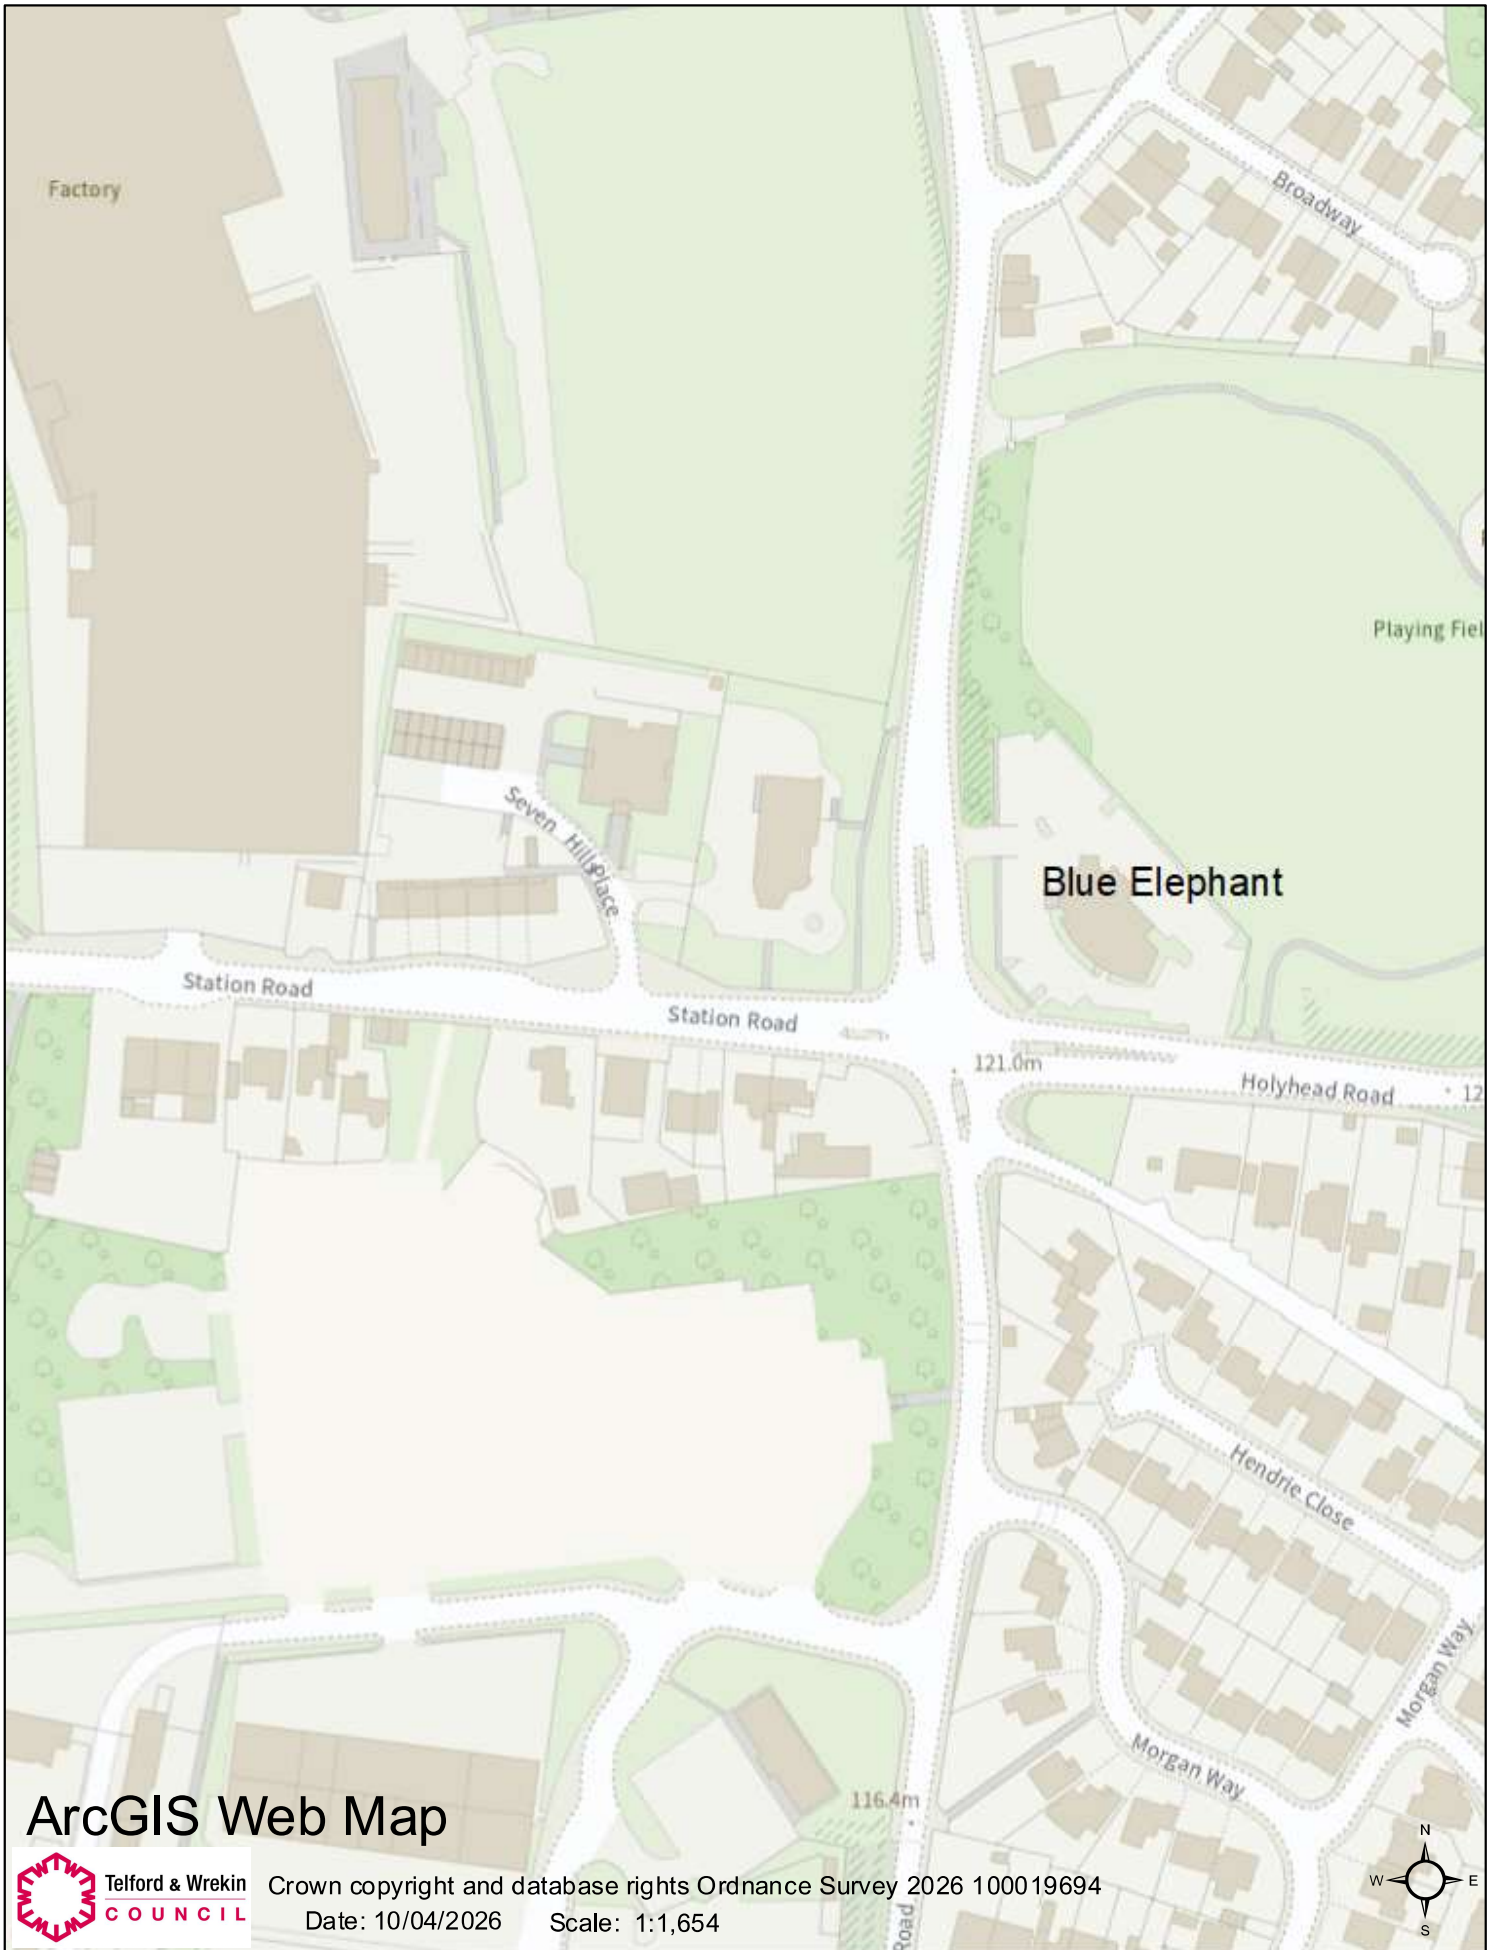 Factory
Broadway
Playing Fiel
Seven Hills Place
Blue Elephant
Station Road
Station Road
121.0m
Holyhead Road
12
Hendrie Close
Morgan Way
Morgan Way
116.4m
Road
ArcGIS Web Map
Telford & Wrekin
COUNCIL
Crown copyright and database rights Ordnance Survey 2026 100019694
Date: 10/04/2026 Scale: 1:1,654
N
W E
S